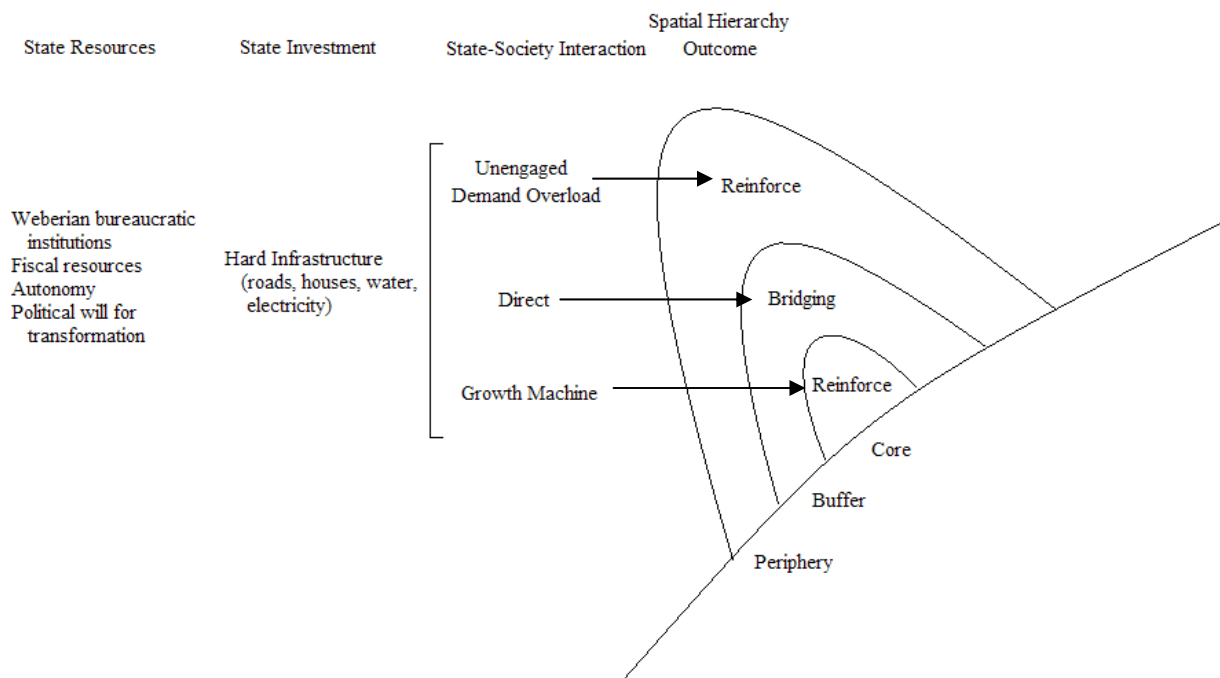 State Resources
State Investment
State-Society Interaction
Spatial Hierarchy
Outcome
Weberian bureaucratic
institutions
Fiscal resources
Autonomy
Political will for
transformation
Hard Infrastructure
(roads, houses, water,
electricity)
Unengaged
Demand Overload
Direct
Growth Machine
Reinforce
Bridging
Reinforce
Core
Buffer
Periphery